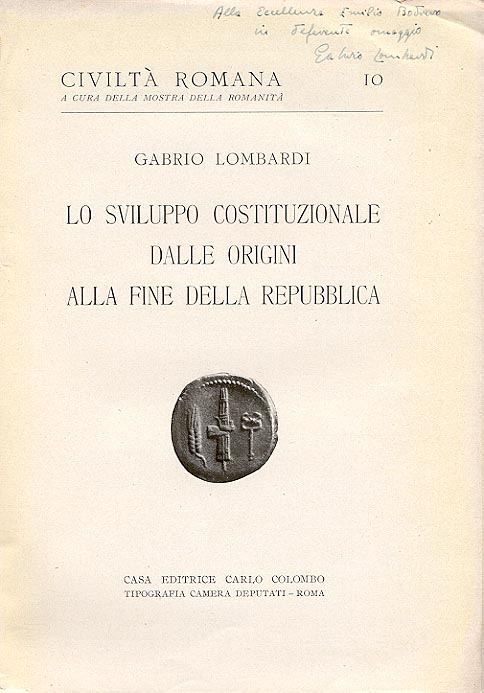 Alla Eccellenza Emilio Bodrero
in deferente omaggio
Gabrio Lombardi
CIVILTÀ ROMANA 10
A CURA DELLA MOSTRA DELLA ROMANITÀ
GABRIO LOMBARDI
LO SVILUPPO COSTITUZIONALE
DALLE ORIGINI
ALLA FINE DELLA REPUBBLICA
CASA EDITRICE CARLO COLOMBO
TIPOGRAFIA CAMERA DEPUTATI – ROMA